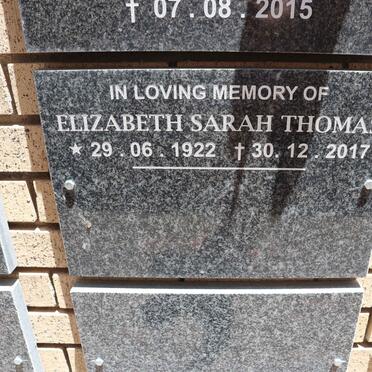 † 07.08.2015
IN LOVING MEMORY OF
ELIZABETH SARAH THOMAS
★ 29.06.1922 † 30.12.2017